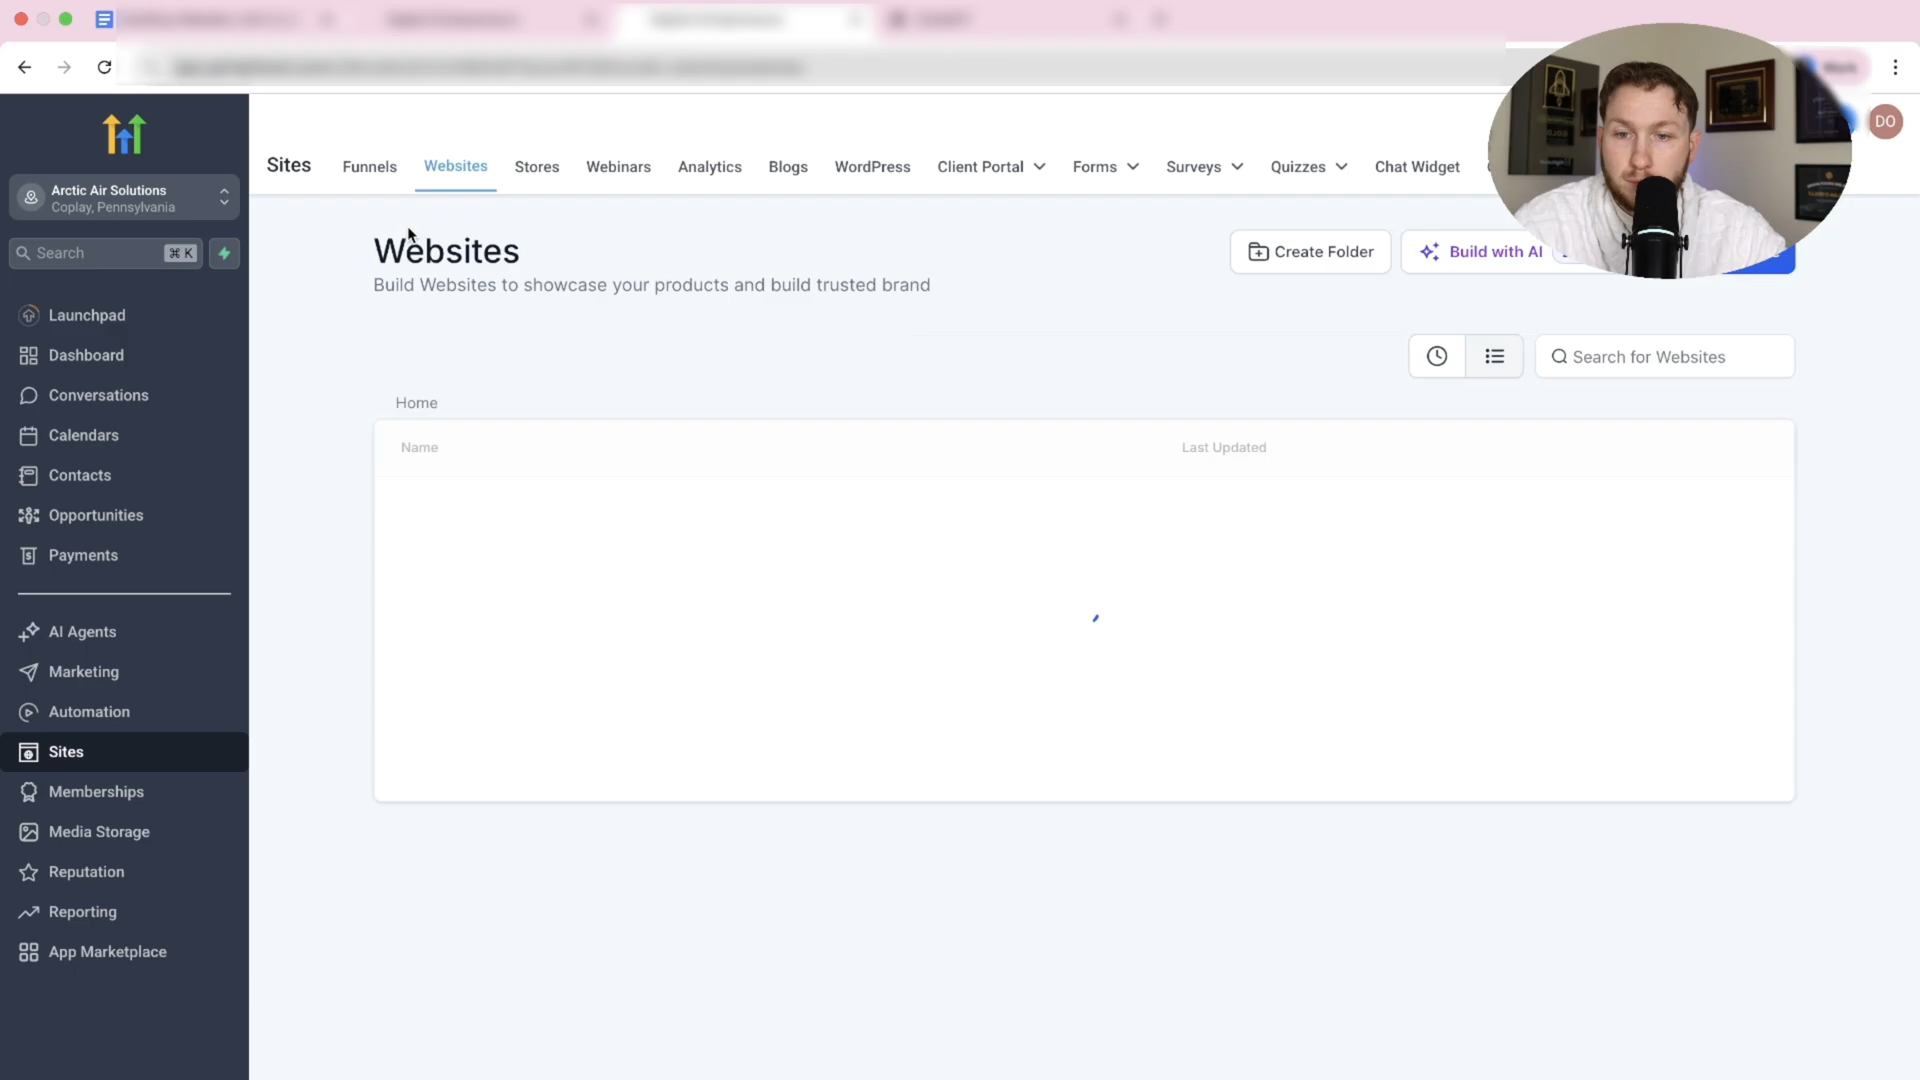 Sites
Funnels
Websites
Stores
Webinars
Analytics
Blogs
WordPress
Client Portal
Forms
Surveys
Quizzes
Chat Widget
DO
Arctic Air Solutions
Coplay, Pennsylvania
Search
⌘ K
Launchpad
Dashboard
Conversations
Calendars
Contacts
Opportunities
Payments
AI Agents
Marketing
Automation
Sites
Memberships
Media Storage
Reputation
Reporting
App Marketplace
Websites
Build Websites to showcase your products and build trusted brand
Create Folder
Build with AI
Search for Websites
Home
Name
Last Updated